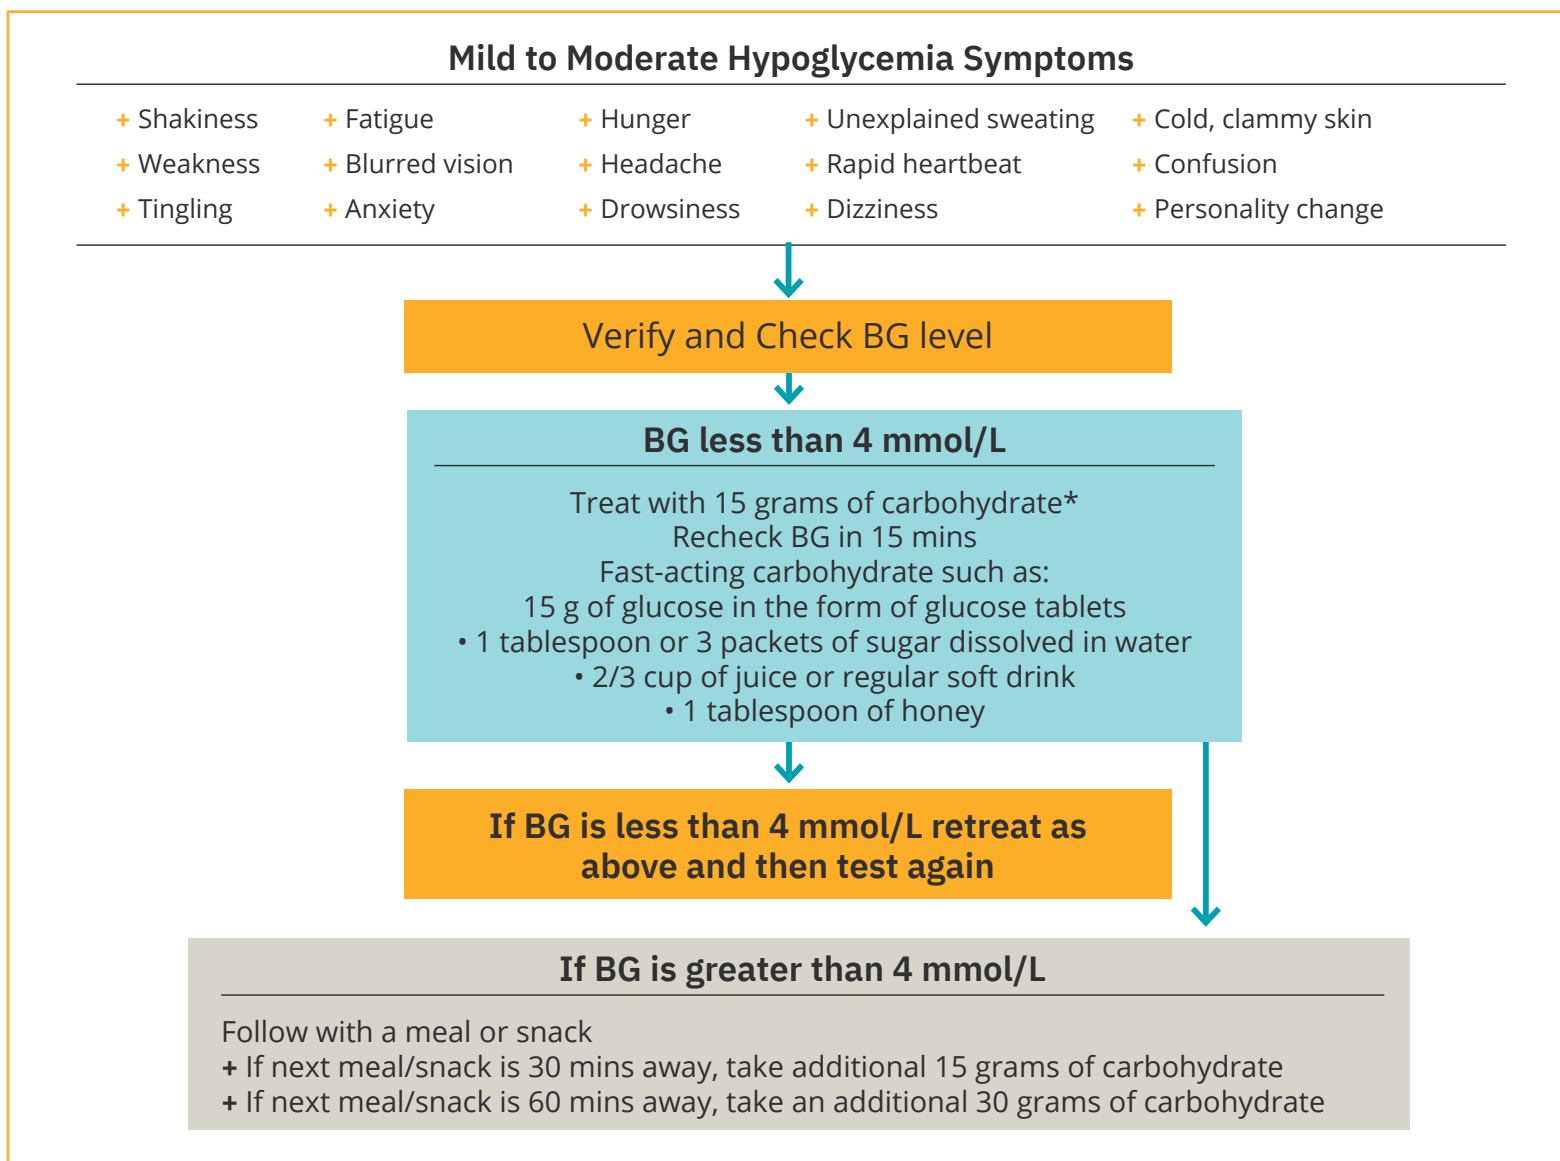 Mild to Moderate Hypoglycemia Symptoms
+ Shakiness + Fatigue + Hunger + Unexplained sweating + Cold, clammy skin
+ Weakness + Blurred vision + Headache + Rapid heartbeat + Confusion
+ Tingling + Anxiety + Drowsiness + Dizziness + Personality change
Verify and Check BG level
BG less than 4 mmol/L
Treat with 15 grams of carbohydrate*
Recheck BG in 15 mins
Fast-acting carbohydrate such as:
15 g of glucose in the form of glucose tablets
• 1 tablespoon or 3 packets of sugar dissolved in water
• 2/3 cup of juice or regular soft drink
• 1 tablespoon of honey
If BG is less than 4 mmol/L retreat as
above and then test again
If BG is greater than 4 mmol/L
Follow with a meal or snack
+ If next meal/snack is 30 mins away, take additional 15 grams of carbohydrate
+ If next meal/snack is 60 mins away, take an additional 30 grams of carbohydrate